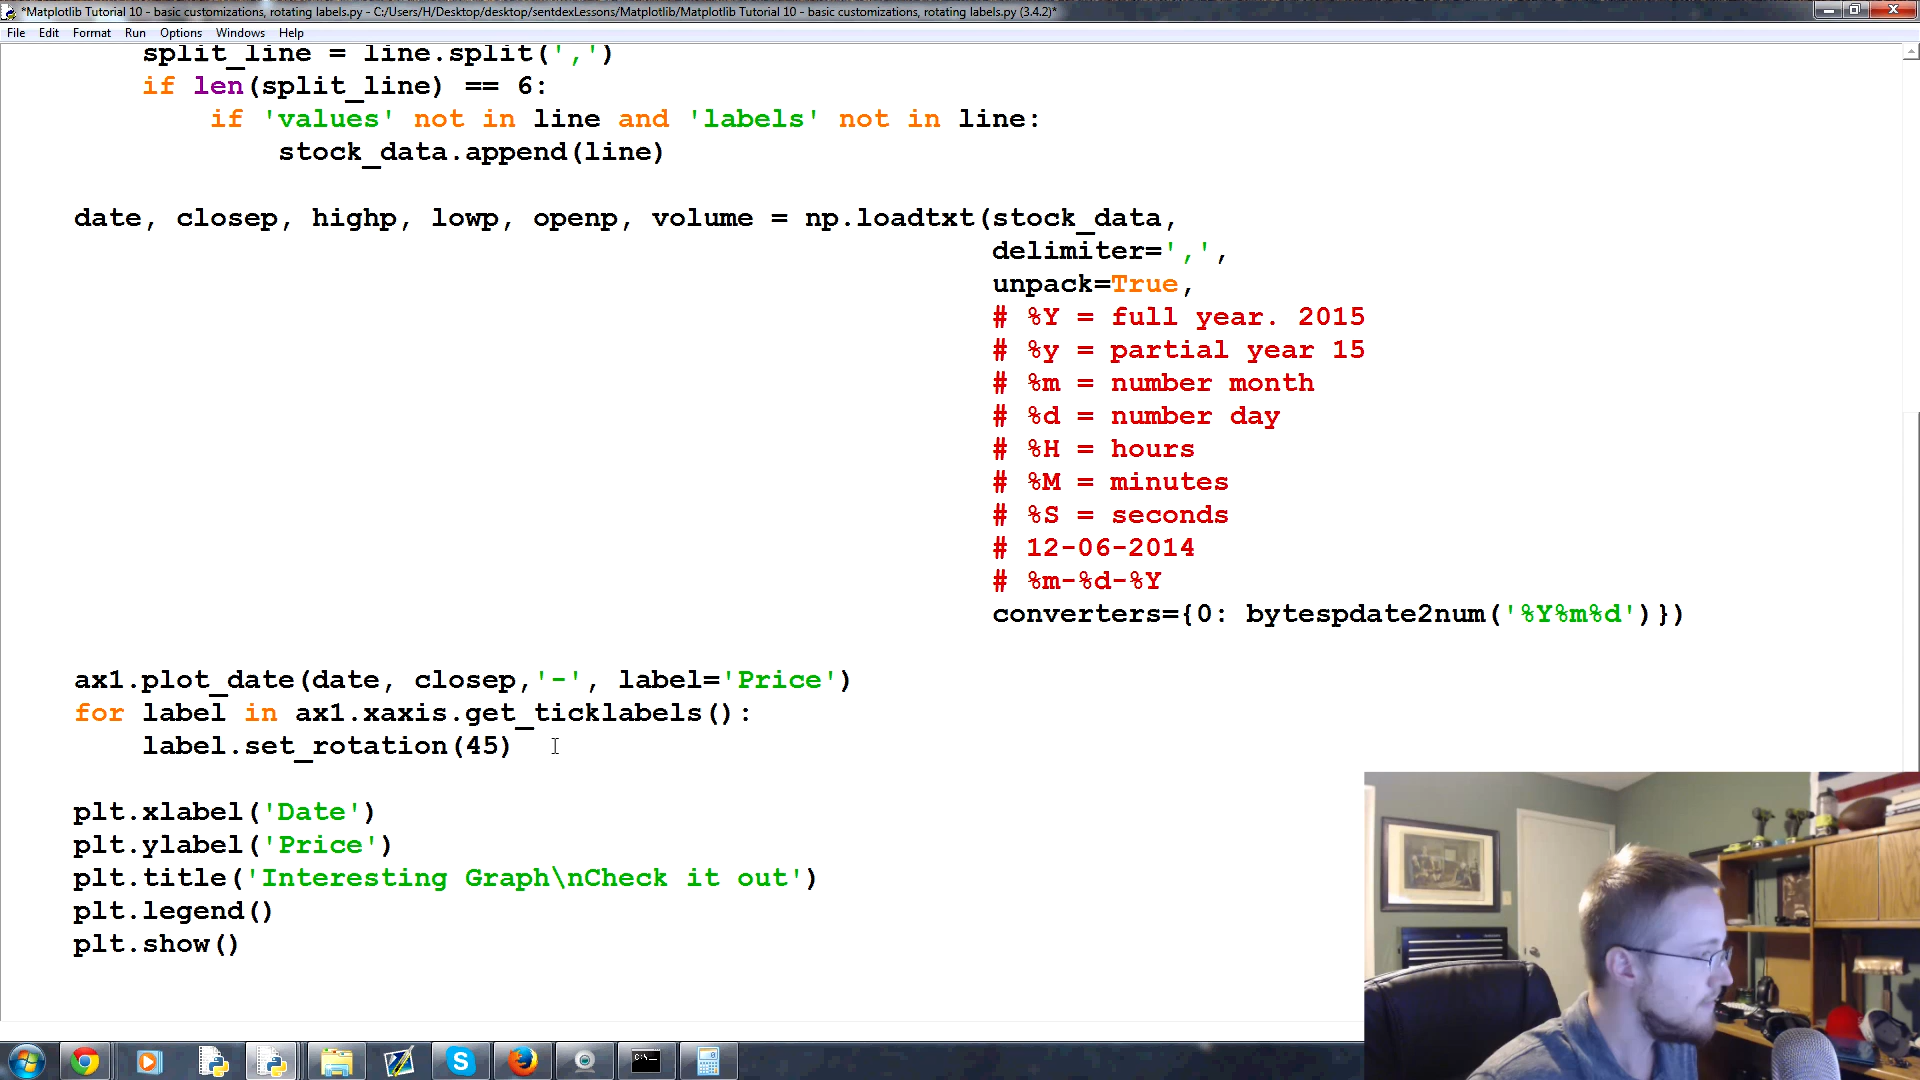 *Matplotlib Tutorial 10 - basic customizations, rotating labels.py - C:/Users/H/Desktop/desktop/sentdexLessons/Matplotlib/Matplotlib Tutorial 10 - basic customizations, rotating labels.py (3.4.2)*
File Edit Format Run Options Windows Help
split_line = line.split(',')
if len(split_line) == 6:
if 'values' not in line and 'labels' not in line:
stock_data.append(line)
date, closep, highp, lowp, openp, volume = np.loadtxt(stock_data,
delimiter=',',
unpack=True,
# %Y = full year. 2015
# %y = partial year 15
# %m = number month
# %d = number day
# %H = hours
# %M = minutes
# %S = seconds
# 12-06-2014
# %m-%d-%Y
converters={0: bytespdate2num('%Y%m%d')})
ax1.plot_date(date, closep,'-', label='Price')
for label in ax1.xaxis.get_ticklabels():
label.set_rotation(45)
plt.xlabel('Date')
plt.ylabel('Price')
plt.title('Interesting Graph\nCheck it out')
plt.legend()
plt.show()